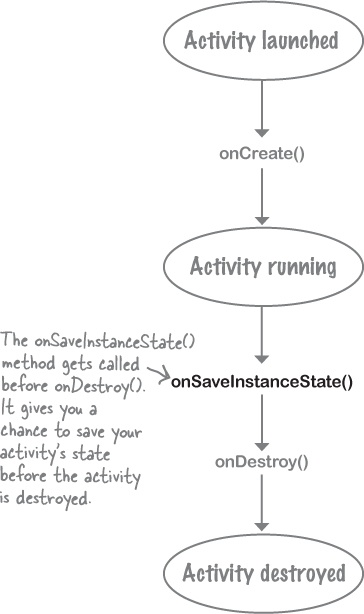 Activity launched
onCreate()
Activity running
The onSaveInstanceState()
method gets called
before onDestroy().
It gives you a
chance to save your
activity's state
before the activity
is destroyed.
onSaveInstanceState()
onDestroy()
Activity destroyed